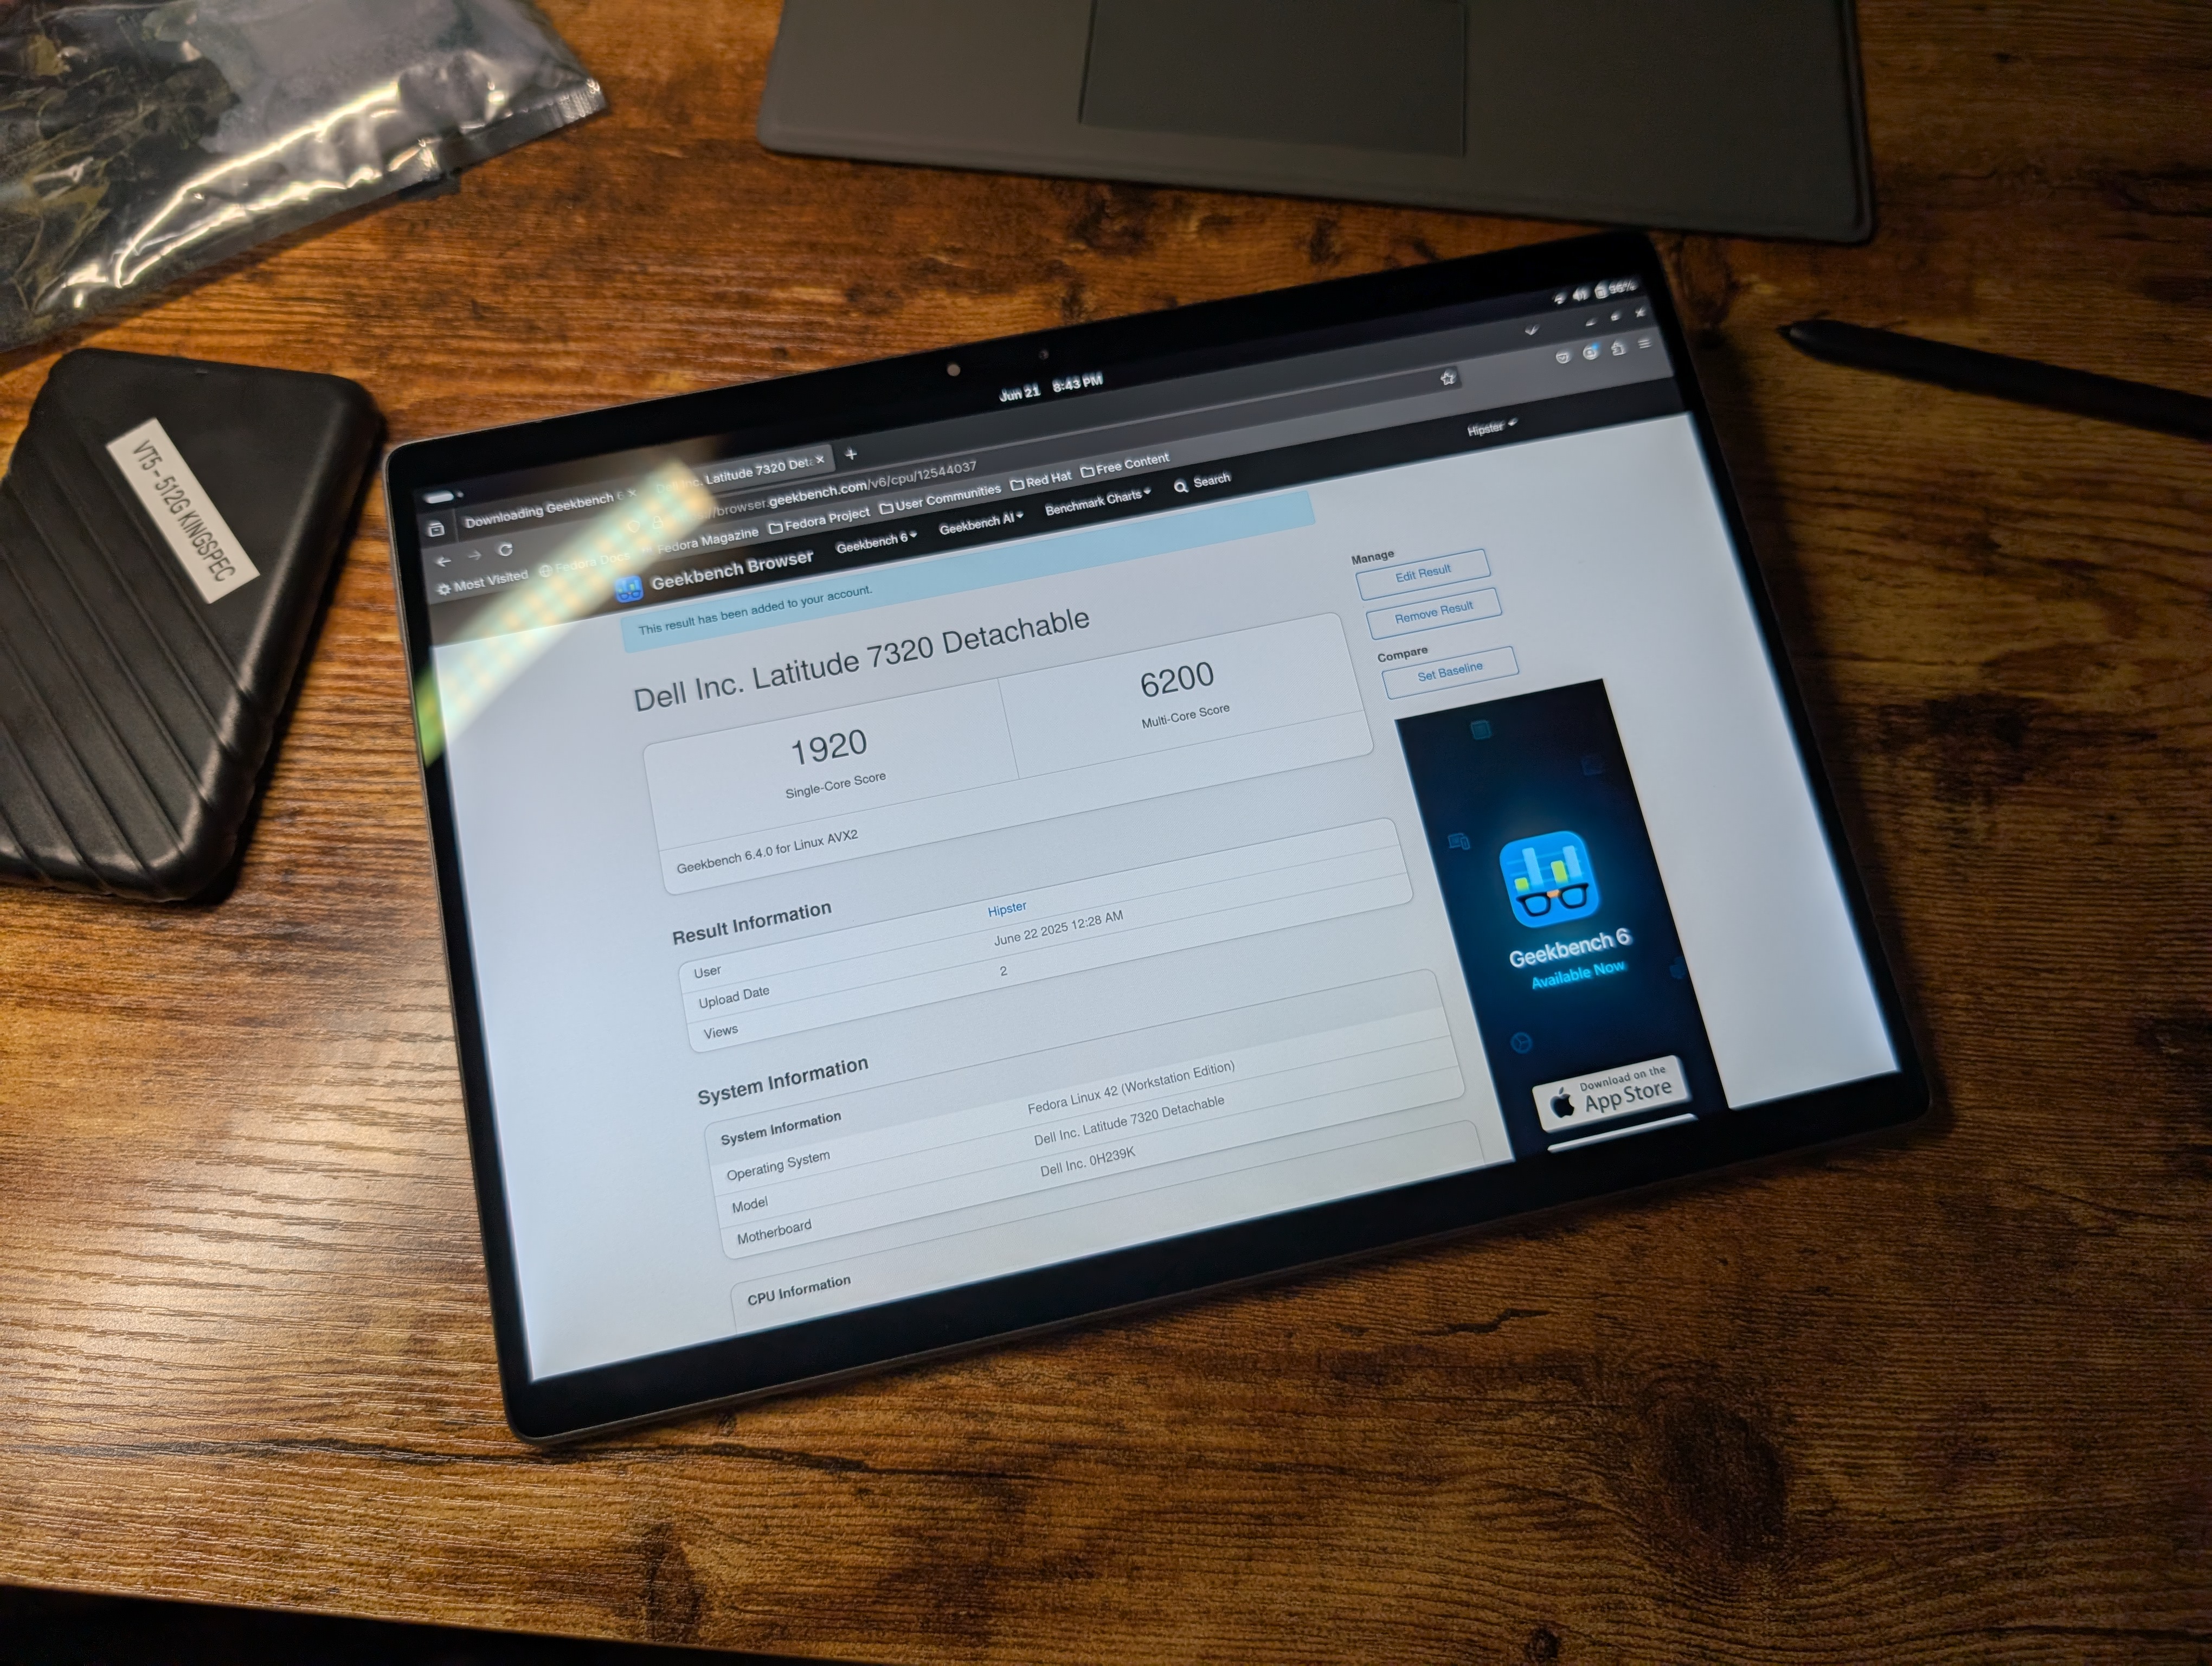 VT5 - 512G KINGSPEC
96%
Jun 21 8:43 PM
Downloading Geekbench 6
Latitude 7320 Det
browser.geekbench.com/v6/cpu/12544037
Most Visited
Fedora Docs
Fedora Magazine
Fedora Project
User Communities
Red Hat
Free Content
Geekbench Browser
Geekbench 6
Geekbench AI
Benchmark Charts
Search
Hipster
This result has been added to your account.
Dell Inc. Latitude 7320 Detachable
1920
Single-Core Score
6200
Multi-Core Score
Geekbench 6.4.0 for Linux AVX2
Result Information
User Hipster
Upload Date June 22 2025 12:28 AM
Views 2
System Information
System Information
Operating System Fedora Linux 42 (Workstation Edition)
Model Dell Inc. Latitude 7320 Detachable
Motherboard Dell Inc. 0H239K
CPU Information
Manage
Edit Result
Remove Result
Compare
Set Baseline
Geekbench 6
Available Now
Download on the
App Store